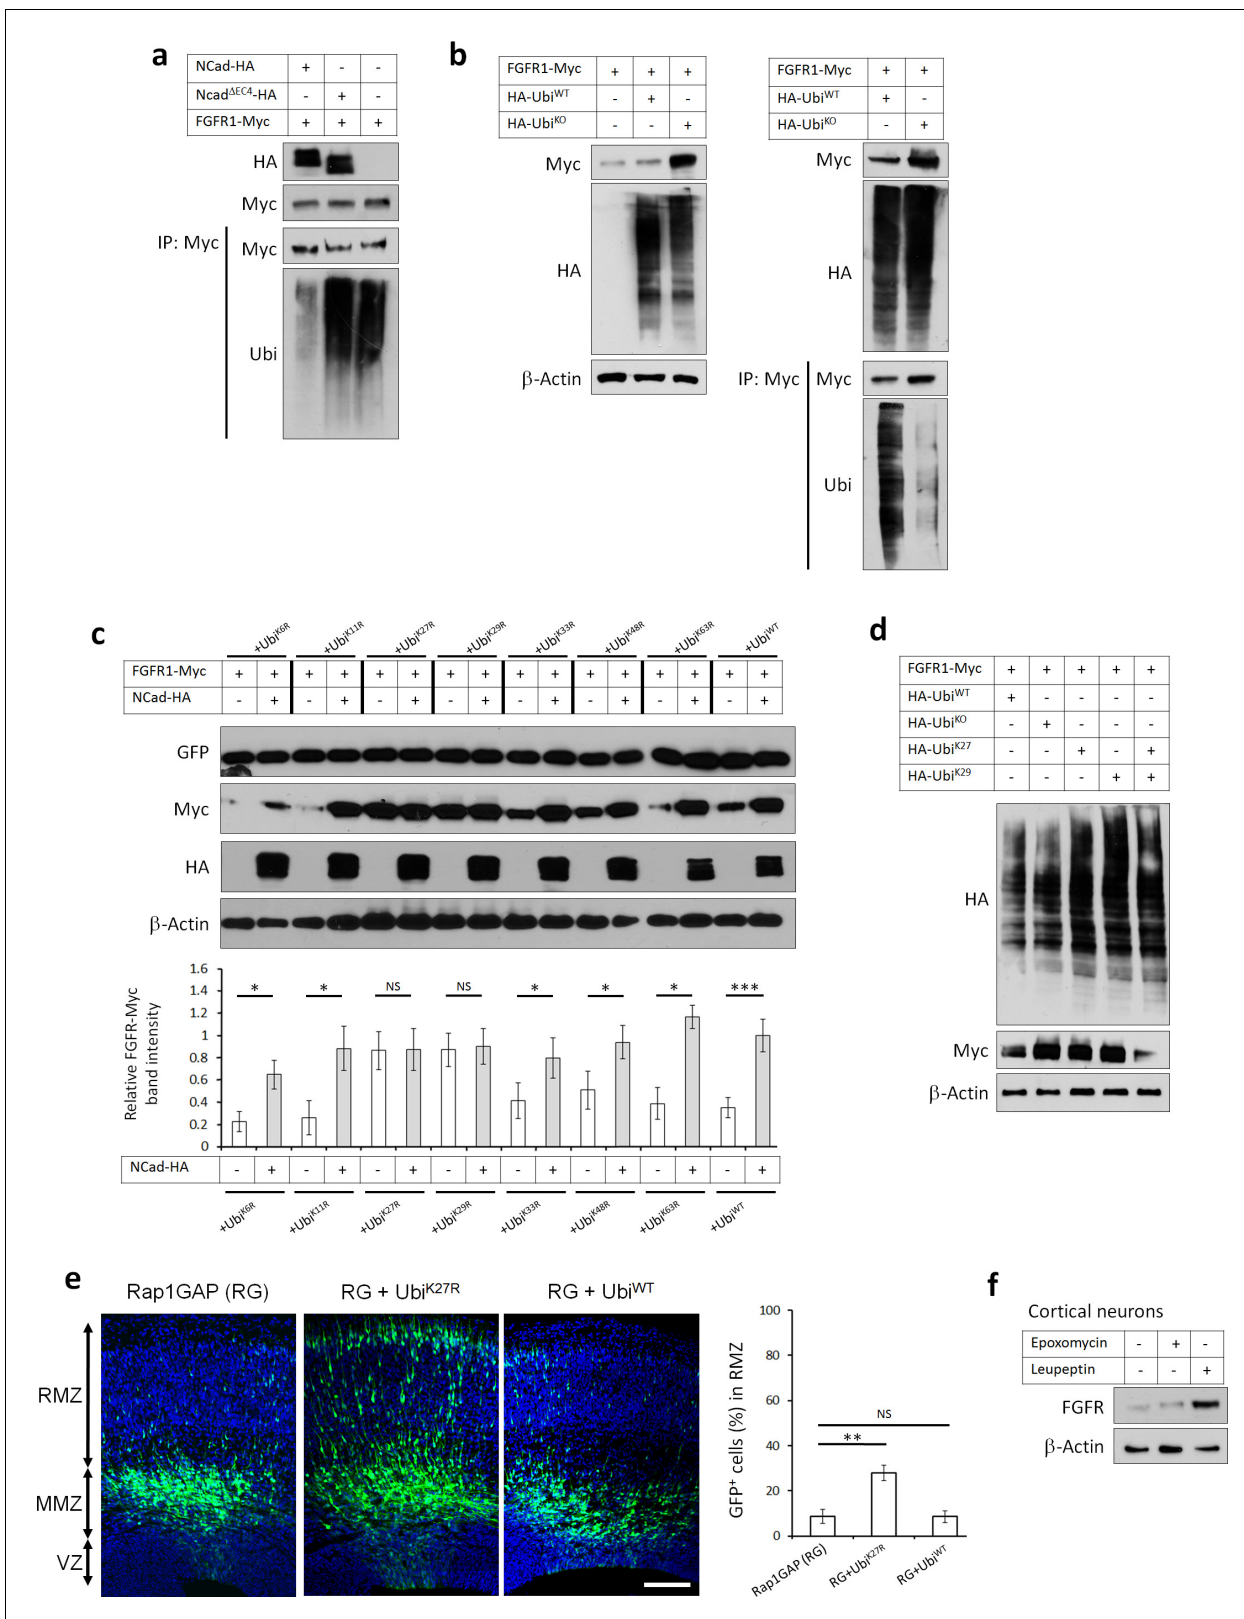 a
NCad-HA + - -
Ncad^ΔEC4-HA - + -
FGFR1-Myc + + +
HA
Myc
IP: Myc
Myc
Ubi
b
FGFR1-Myc + + +
HA-Ubi^WT - + -
HA-Ubi^KO - - +
Myc
HA
β-Actin
FGFR1-Myc + +
HA-Ubi^WT + -
HA-Ubi^KO - +
Myc
HA
IP: Myc
Myc
Ubi
c
+Ubi^K6R +Ubi^K11R +Ubi^K27R +Ubi^K29R +Ubi^K33R +Ubi^K48R +Ubi^K63R +Ubi^WT
FGFR1-Myc + + + + + + + + + + + + + + + +
NCad-HA - + - + - + - + - + - + - + - +
GFP
Myc
HA
β-Actin
Relative FGFR-Myc
band intensity
1.6
1.4
1.2
1
0.8
0.6
0.4
0.2
0
* * NS NS * * * ***
NCad-HA - + - + - + - + - + - + - + - +
+Ubi^K6R +Ubi^K11R +Ubi^K27R +Ubi^K29R +Ubi^K33R +Ubi^K48R +Ubi^K63R +Ubi^WT
d
FGFR1-Myc + + + + +
HA-Ubi^WT + - - - -
HA-Ubi^KO - + - - -
HA-Ubi^K27 - - + - +
HA-Ubi^K29 - - - + +
HA
Myc
β-Actin
e
Rap1GAP (RG)
RG + Ubi^K27R
RG + Ubi^WT
RMZ
MMZ
VZ
GFP⁺ cells (%) in RMZ
100
80
60
40
20
0
NS
**
Rap1GAP (RG)
RG+Ubi^K27R
RG+Ubi^WT
f
Cortical neurons
Epoxomycin - + -
Leupeptin - - +
FGFR
β-Actin